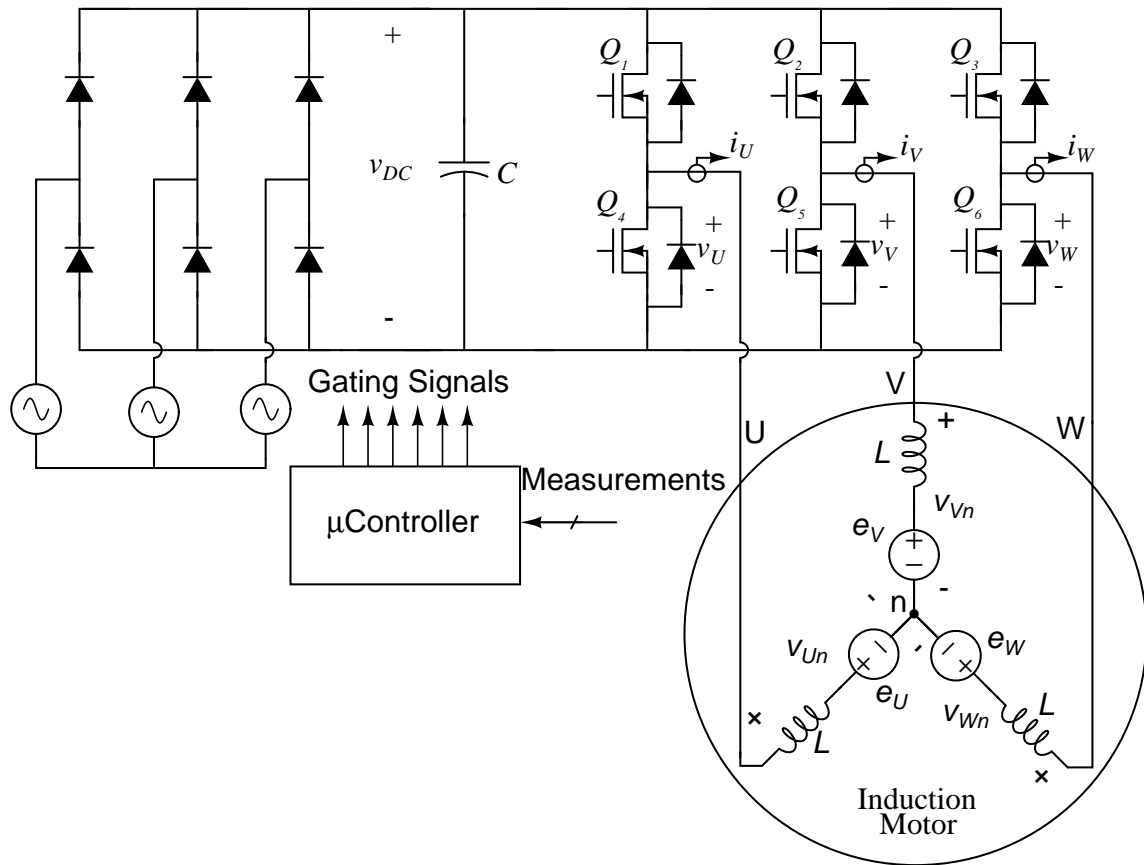 +
Q1
Q2
Q3
iU
iV
iW
vDC
C
Q4
Q5
Q6
+
vU
-
+
vV
-
+
vW
-
-
Gating Signals
V
U
W
+
L
Measurements
μController
vVn
eV
+
−
-
n
vUn
eW
eU
vWn
L
L
Induction
Motor